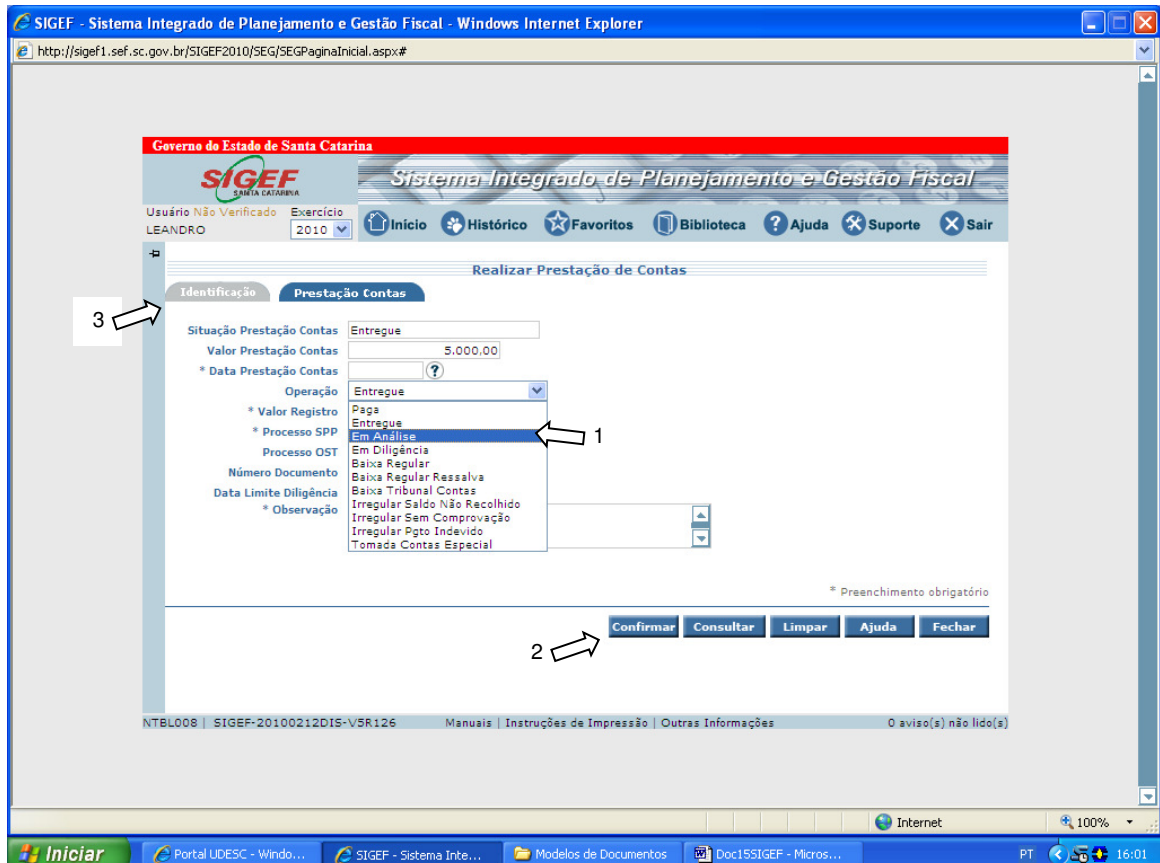 SIGEF - Sistema Integrado de Planejamento e Gestão Fiscal - Windows Internet Explorer
http://sigef1.sef.sc.gov.br/SIGEF2010/SEG/SEGPaginaInicial.aspx#
Governo do Estado de Santa Catarina
SIGEF
SANTA CATARINA
Sistema Integrado de Planejamento e Gestão Fiscal
Usuário Não Verificado Exercício
LEANDRO 2010
Início Histórico Favoritos Biblioteca ? Ajuda Suporte Sair
Realizar Prestação de Contas
Identificação Prestação Contas
3
Situação Prestação Contas Entregue
Valor Prestação Contas 5.000,00
* Data Prestação Contas ?
Operação Entregue
* Valor Registro
* Processo SPP
Processo OST
Número Documento
Data Limite Diligência
* Observação
Paga
Entregue
Em Análise
Em Diligência
Baixa Regular
Baixa Regular Ressalva
Baixa Tribunal Contas
Irregular Saldo Não Recolhido
Irregular Sem Comprovação
Irregular Pgto Indevido
Tomada Contas Especial
1
* Preenchimento obrigatório
Confirmar Consultar Limpar Ajuda Fechar
2
NTBL008 | SIGEF-20100212DIS-V5R126 Manuais | Instruções de Impressão | Outras Informações 0 aviso(s) não lido(s)
Internet 100%
Iniciar Portal UDESC - Windo... SIGEF - Sistema Inte... Modelos de Documentos Doc15SIGEF - Micros... PT 16:01